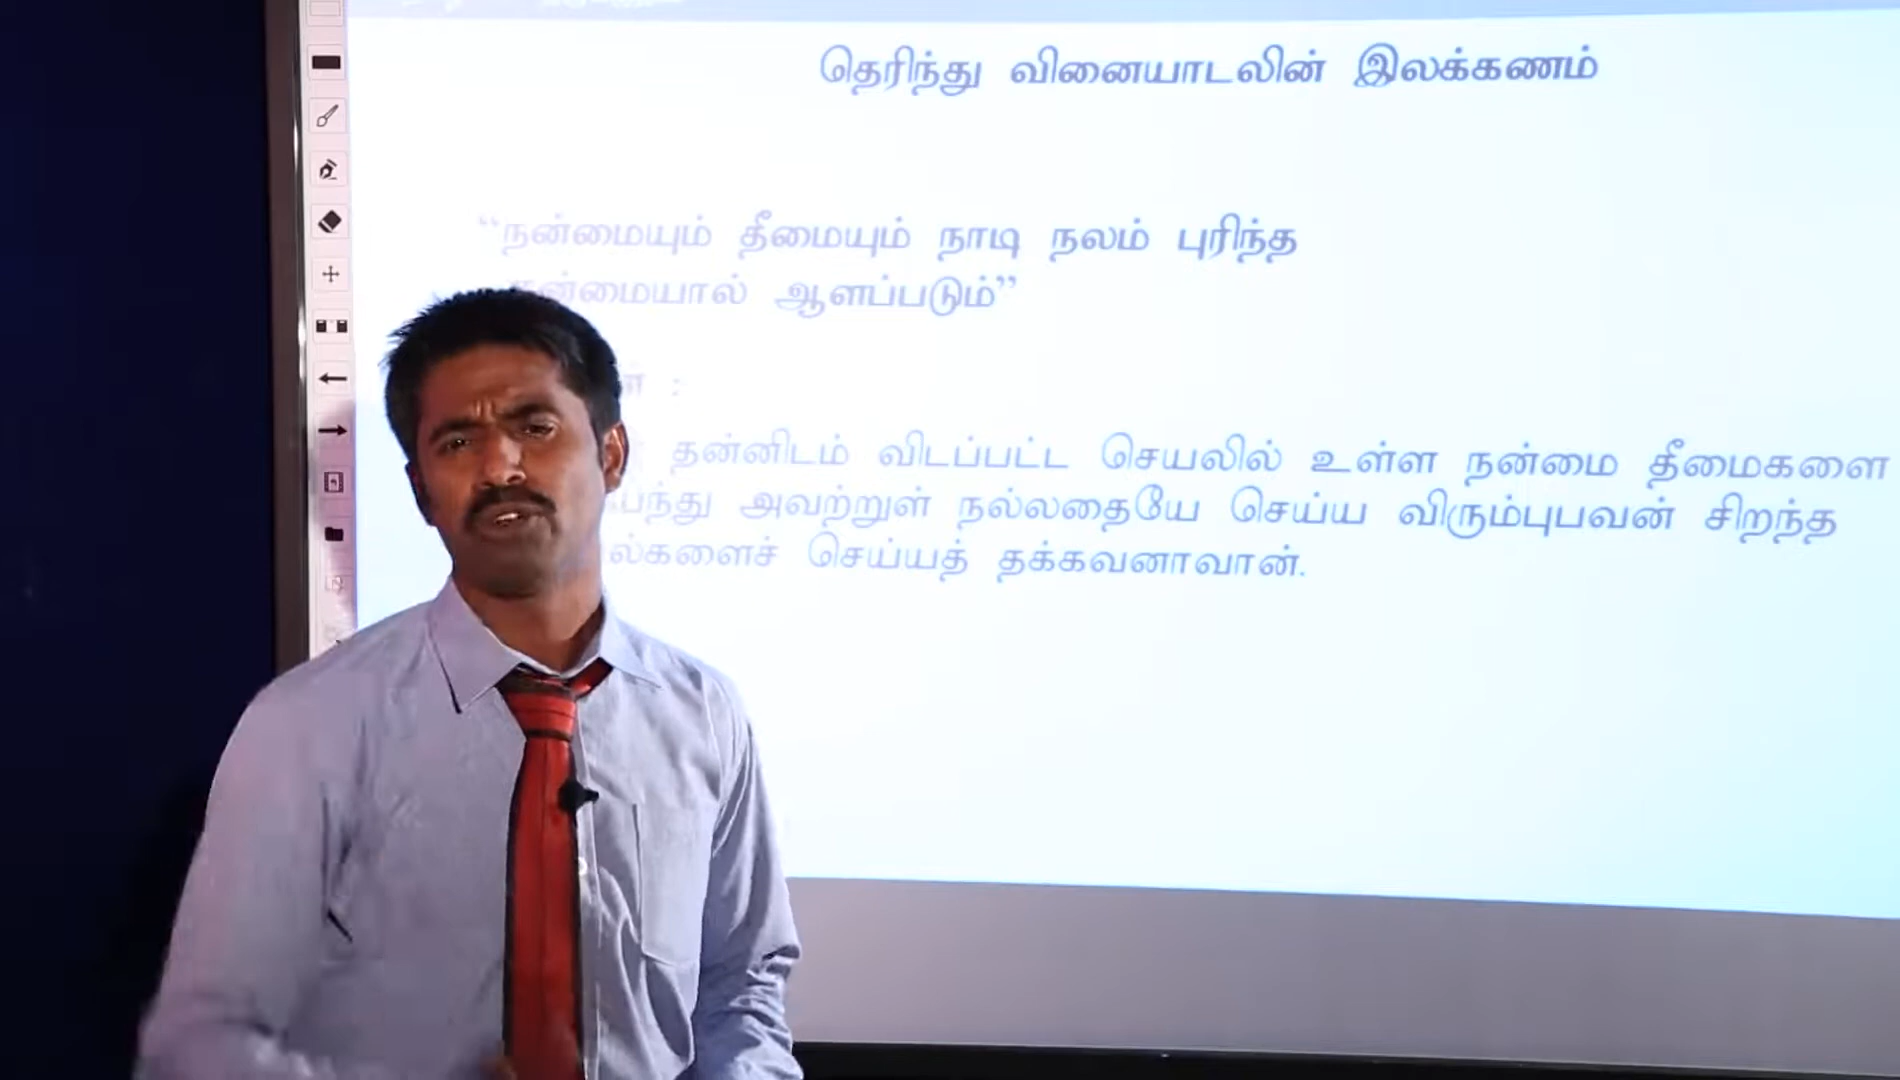 தெரிந்து வினையாடலின் இலக்கணம்
“நன்மையும் தீமையும் நாடி நலம் புரிந்த
ஆளப்படும்”
:
தன்னிடம் விடப்பட்ட செயலில் உள்ள நன்மை தீமைகளை
அவற்றுள் நல்லதையே செய்ய விரும்புபவன் சிறந்த
செய்யத் தக்கவனாவான்.